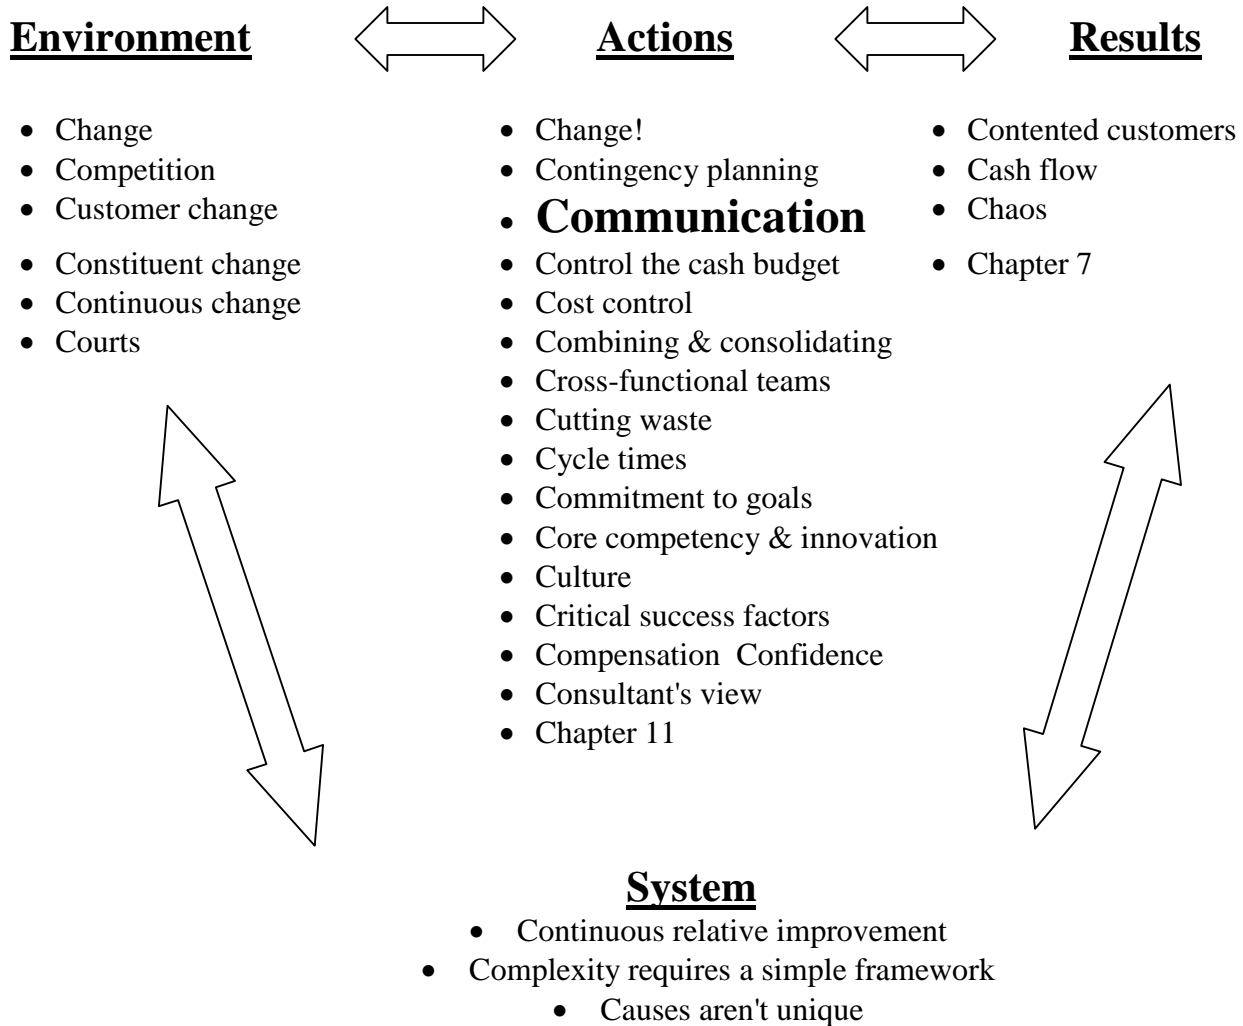 Environment
Actions
Results
• Change
• Competition
• Customer change
• Constituent change
• Continuous change
• Courts
• Change!
• Contingency planning
• Communication
• Control the cash budget
• Cost control
• Combining & consolidating
• Cross-functional teams
• Cutting waste
• Cycle times
• Commitment to goals
• Core competency & innovation
• Culture
• Critical success factors
• Compensation  Confidence
• Consultant's view
• Chapter 11
• Contented customers
• Cash flow
• Chaos
• Chapter 7
System
• Continuous relative improvement
• Complexity requires a simple framework
• Causes aren't unique